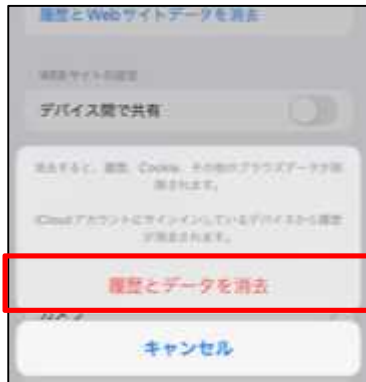 履歴とWebサイトデータを消去
WEBサイトの設定
デバイス間で共有
消去すると、履歴、Cookie、その他のブラウズデータが削
除されます。
iCloudアカウントにサインインしているデバイスから履歴
が消去されます。
履歴とデータを消去
キャンセル